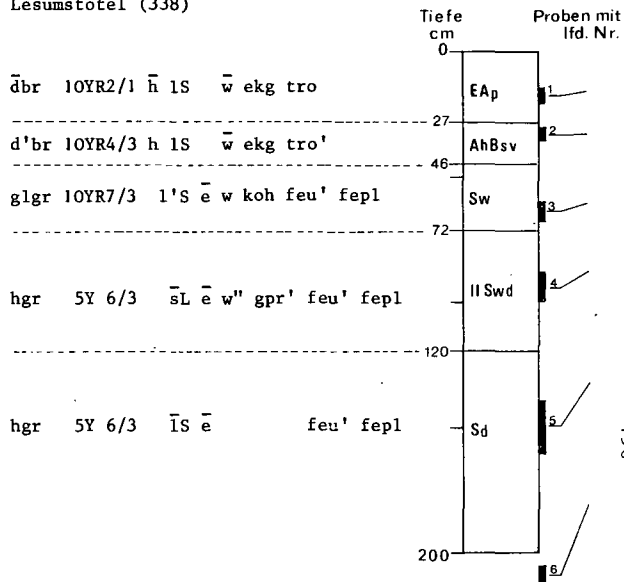 Lesumstotel (338)
Tiefe cm
Proben mit lfd. Nr.
0
d̄br 10YR2/1 h̄ lS w̄ ekg tro
EAp
1
27
d'br 10YR4/3 h lS w̄ ekg tro'
AhBsv
2
46
glgr 10YR7/3 l'S ē w koh feu' fepl
Sw
3
72
hgr 5Y 6/3 s̄L ē w" gpr' feu' fepl
II Swd
4
120
hgr 5Y 6/3 l̄S ē feu' fepl
Sd
5
200
6